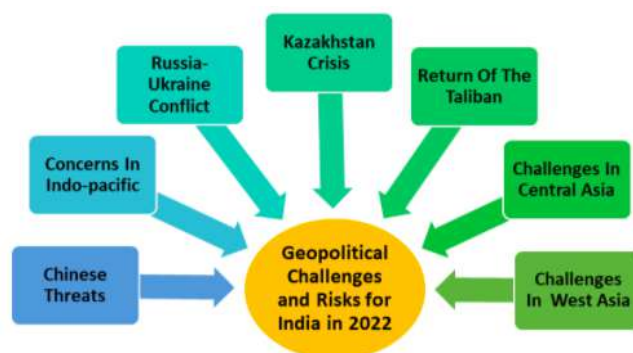 Kazakhstan
Crisis
Russia-
Ukraine
Conflict
Return Of The
Taliban
Concerns In
Indo-pacific
Challenges In
Central Asia
Chinese
Threats
Geopolitical
Challenges
and Risks for
India in 2022
Challenges
In West Asia